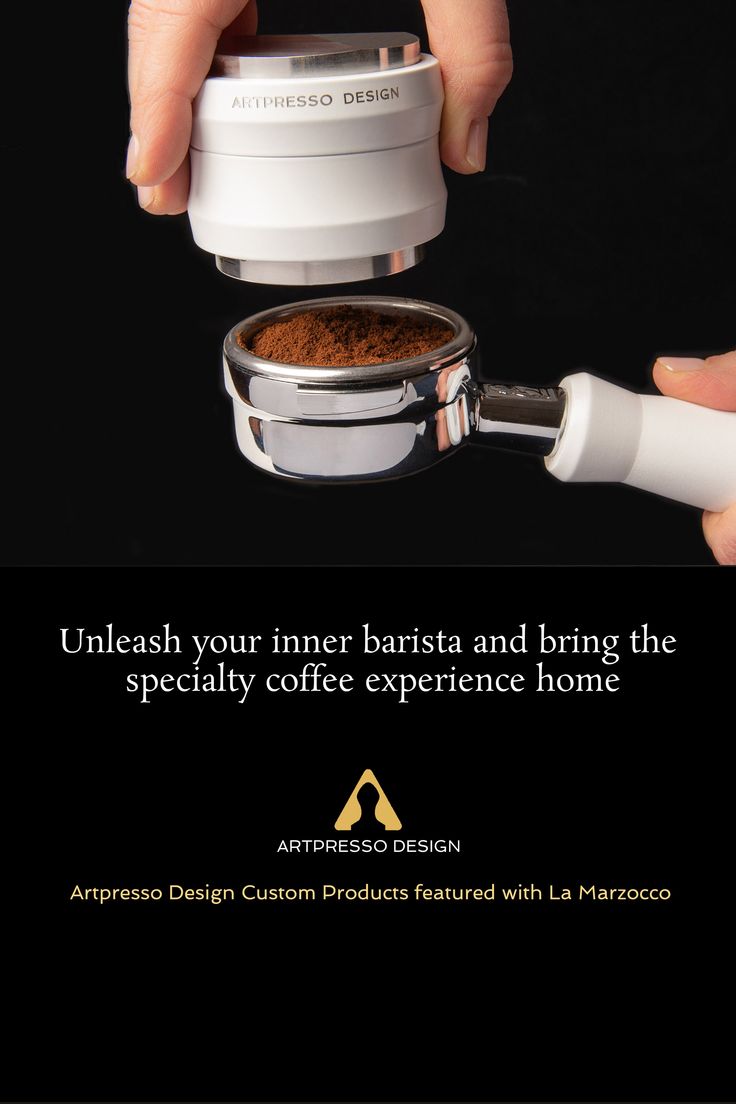 ARTPRESSO DESIGN
Unleash your inner barista and bring the
specialty coffee experience home
ARTPRESSO DESIGN
Artpresso Design Custom Products featured with La Marzocco